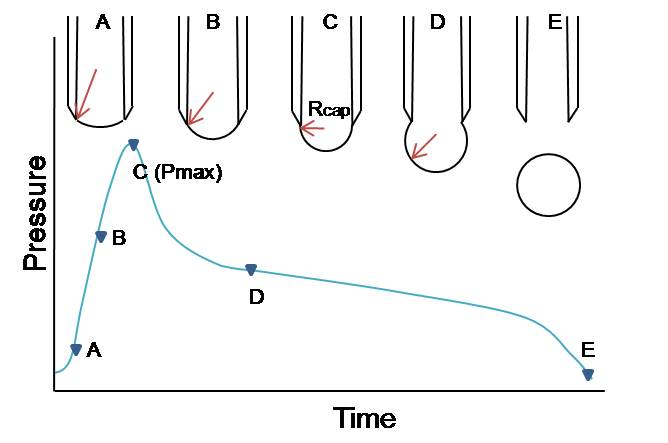 A B C D E
Rcap
C (Pmax)
B
D
A
E
Pressure
Time